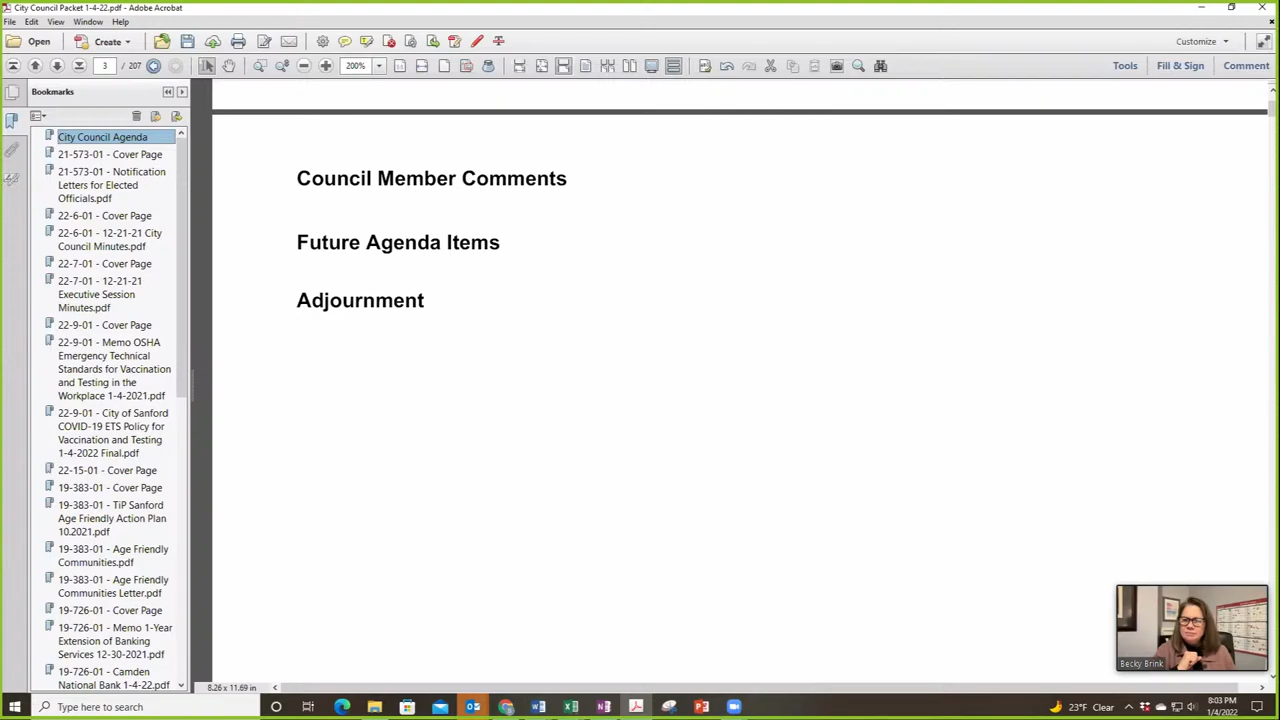 City Council Packet 1-4-22.pdf - Adobe Acrobat
File Edit View Window Help
Open Create Customize
3 / 207 200% Tools Fill & Sign Comment
Bookmarks
City Council Agenda
21-573-01 - Cover Page
21-573-01 - Notification
Letters for Elected
Officials.pdf
22-6-01 - Cover Page
22-6-01 - 12-21-21 City
Council Minutes.pdf
22-7-01 - Cover Page
22-7-01 - 12-21-21
Executive Session
Minutes.pdf
22-9-01 - Cover Page
22-9-01 - Memo OSHA
Emergency Technical
Standards for Vaccination
and Testing in the
Workplace 1-4-2021.pdf
22-9-01 - City of Sanford
COVID-19 ETS Policy for
Vaccination and Testing
1-4-2022 Final.pdf
22-15-01 - Cover Page
19-383-01 - Cover Page
19-383-01 - TiP Sanford
Age Friendly Action Plan
10.2021.pdf
19-383-01 - Age Friendly
Communities.pdf
19-383-01 - Age Friendly
Communities Letter.pdf
19-726-01 - Cover Page
19-726-01 - Memo 1-Year
Extension of Banking
Services 12-30-2021.pdf
19-726-01 - Camden
National Bank 1-4-22.pdf
Council Member Comments
Future Agenda Items
Adjournment
8.26 x 11.69 in
Becky Brink
Type here to search
23°F Clear
8:03 PM
1/4/2022